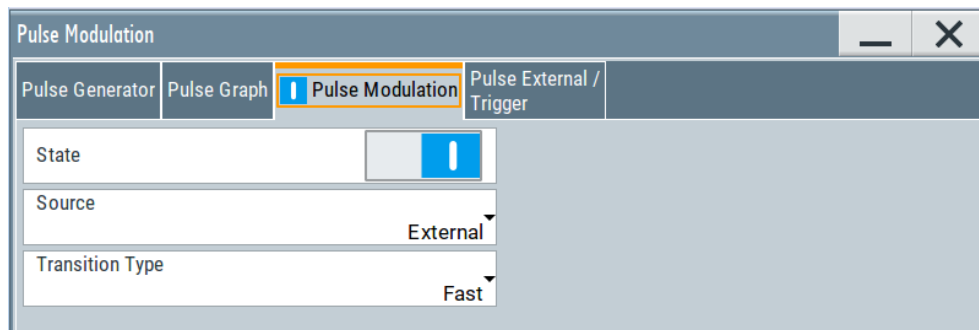 Pulse Modulation
Pulse Generator
Pulse Graph
Pulse Modulation
Pulse External /
Trigger
State
Source
External
Transition Type
Fast